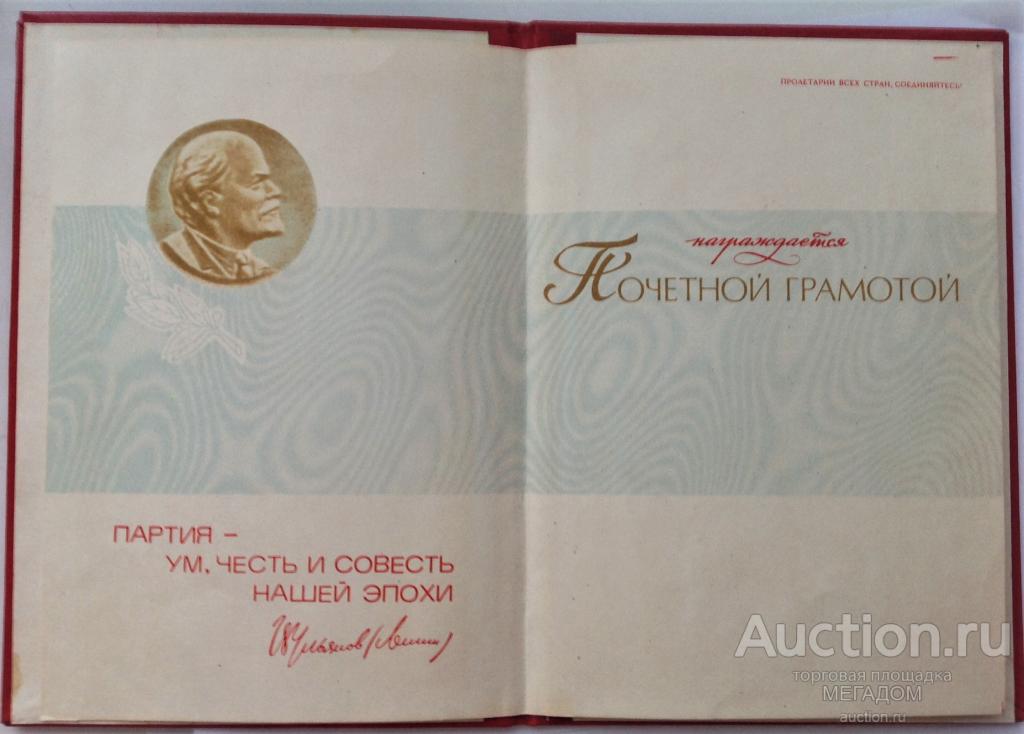 ПАРТИЯ –
УМ, ЧЕСТЬ И СОВЕСТЬ
НАШЕЙ ЭПОХИ
В Ульянов (Ленин)
ПРОЛЕТАРИИ ВСЕХ СТРАН, СОЕДИНЯЙТЕСЬ!
награждается
ПОЧЕТНОЙ ГРАМОТОЙ
Auction.ru
торговая площадка
МЕГАДОМ
auction.ru